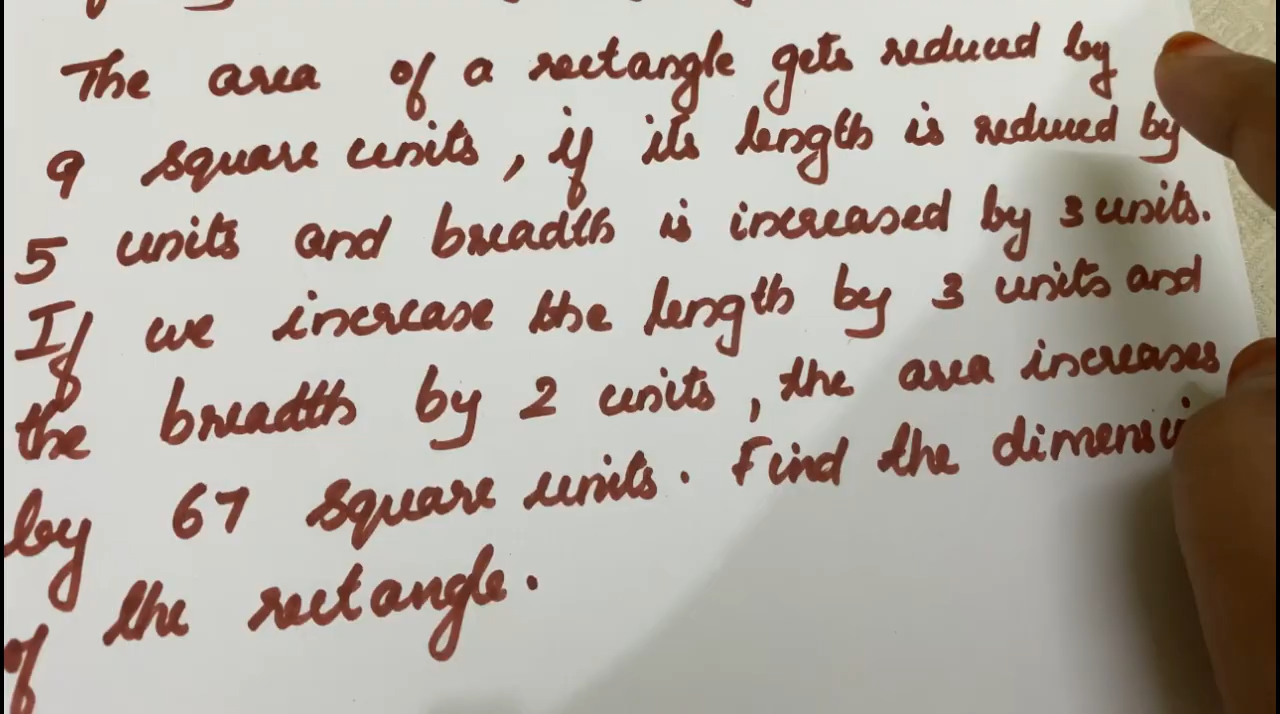 The area of a rectangle gets reduced by
9 square units, if its length is reduced by
5 units and breadth is increased by 3 units.
If we increase the length by 3 units and
the breadth by 2 units, the area increases
by 67 square units. Find the
of the rectangle.